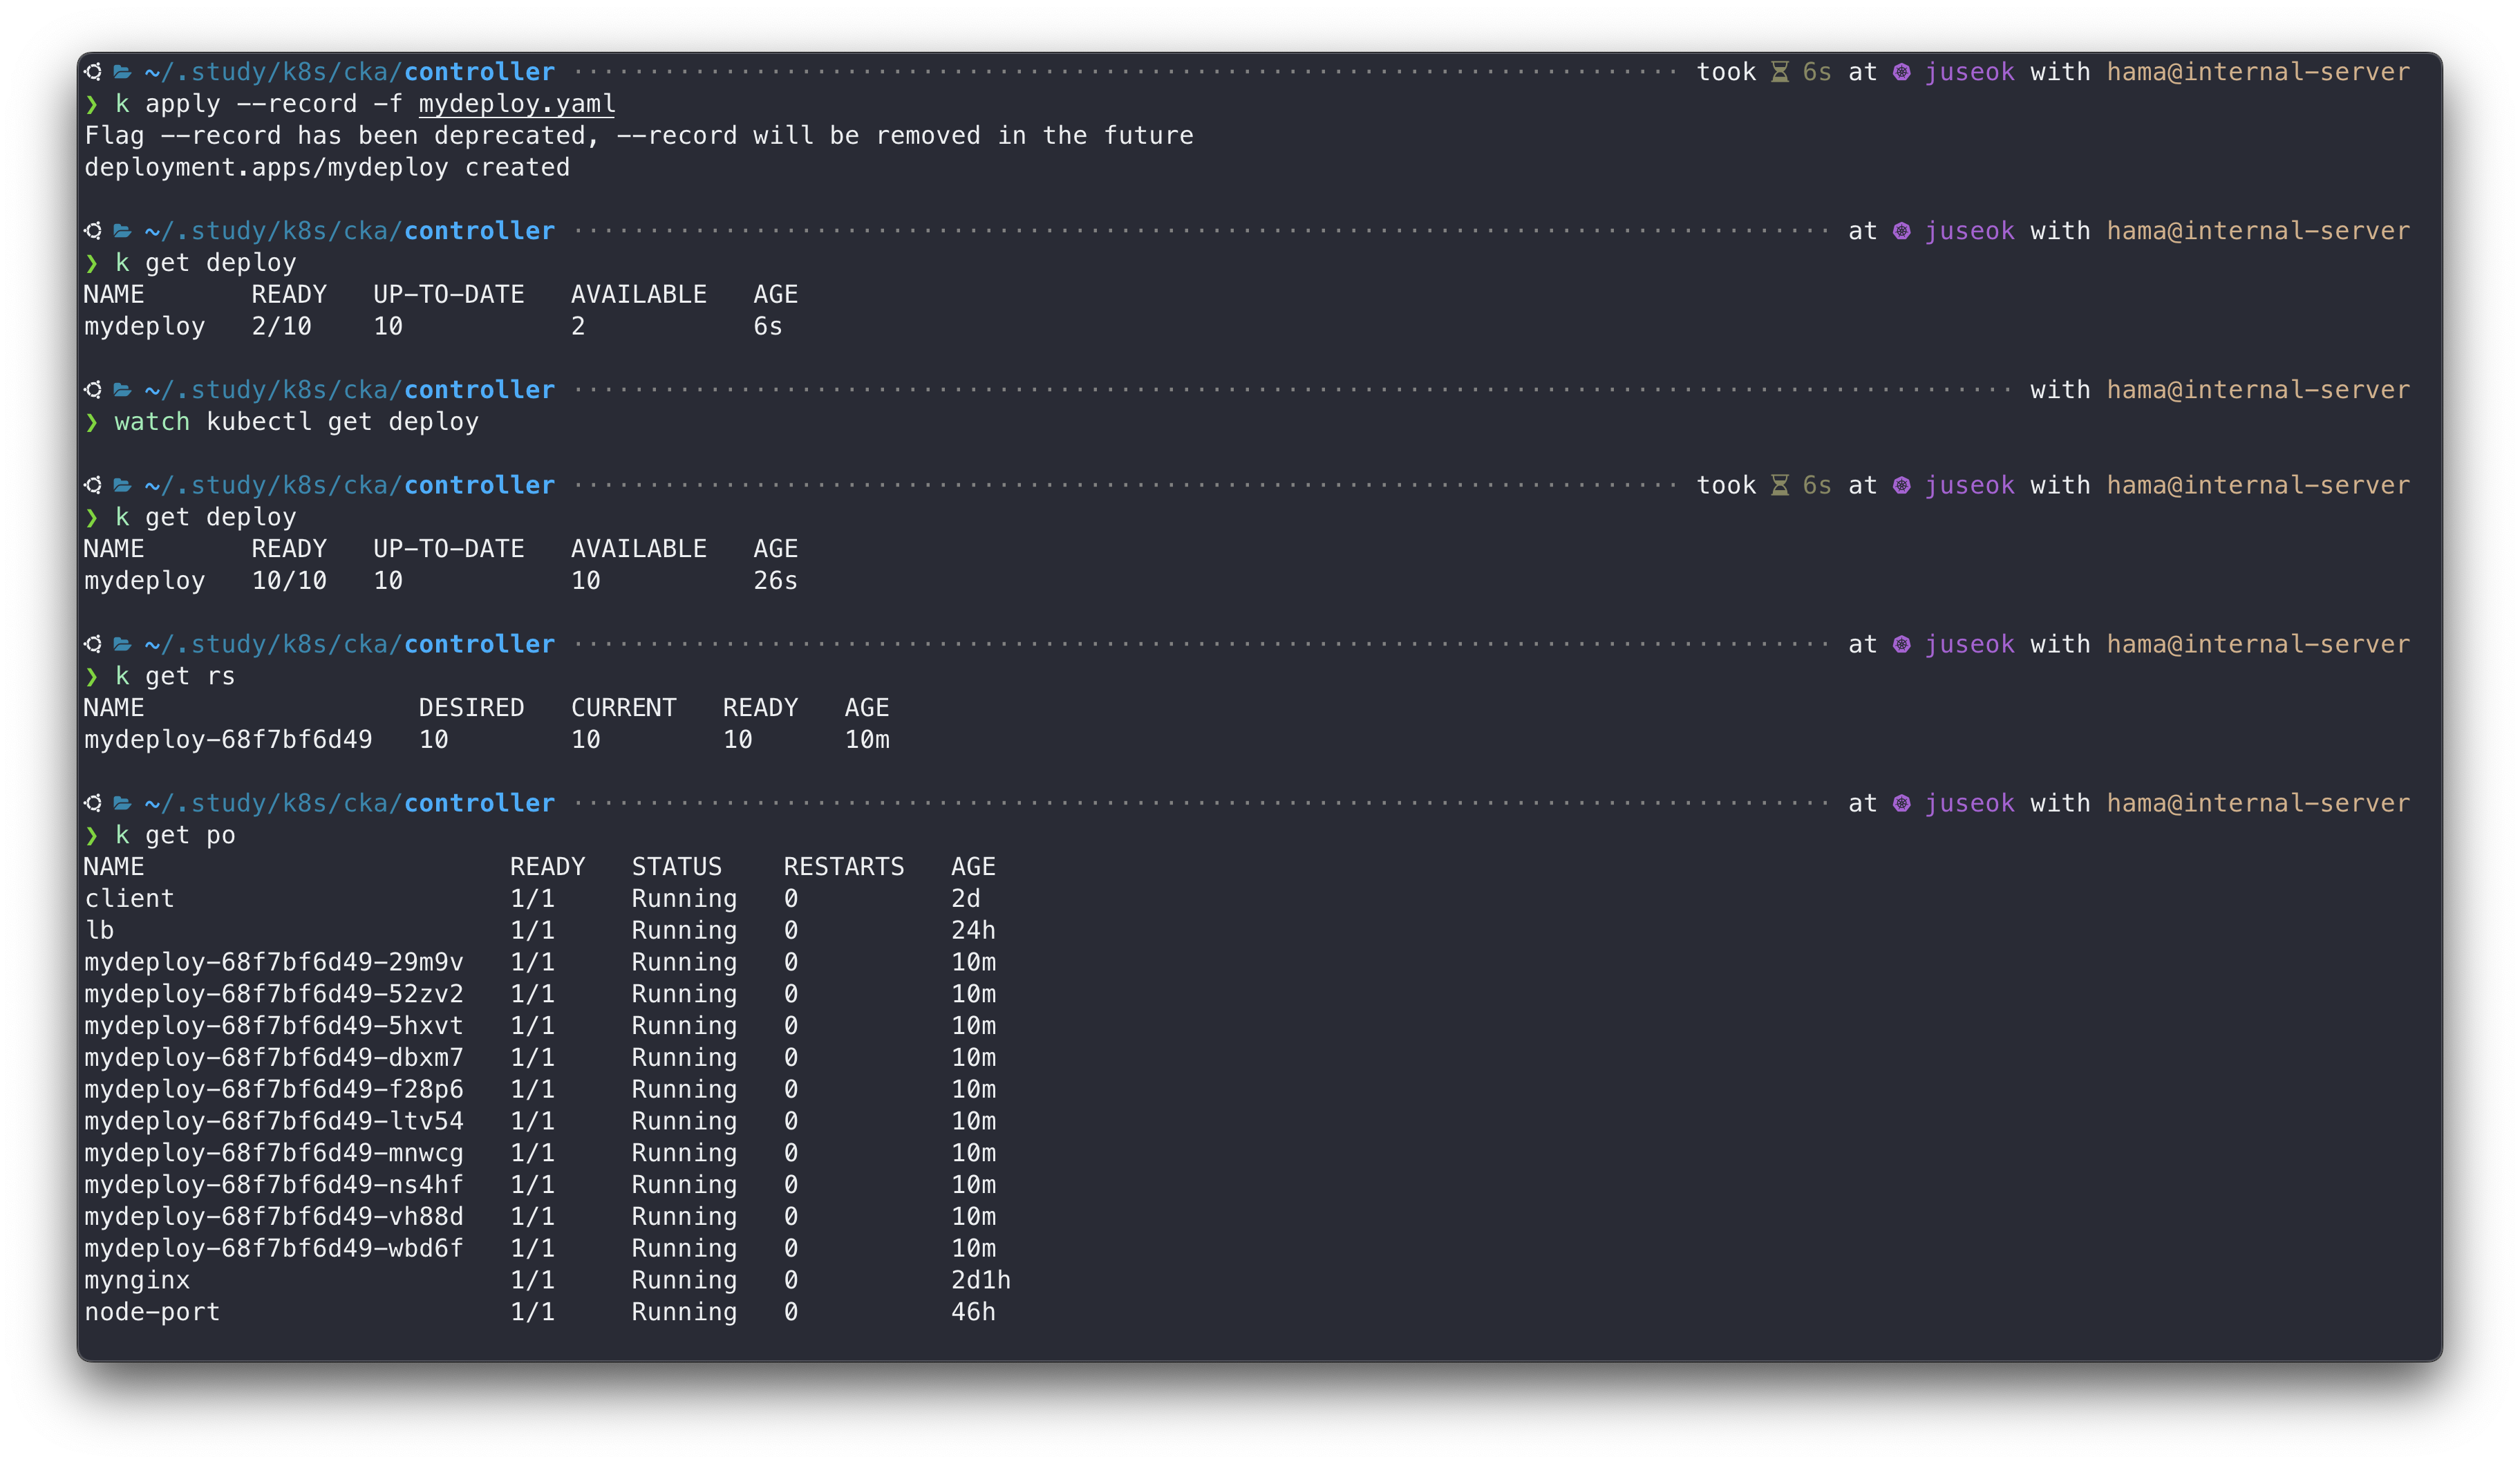 ~/.study/k8s/cka/controller ········ took 6s at juseok with hama@internal-server
❯ k apply --record -f mydeploy.yaml
Flag --record has been deprecated, --record will be removed in the future
deployment.apps/mydeploy created
~/.study/k8s/cka/controller ········ at juseok with hama@internal-server
❯ k get deploy
NAME       READY   UP-TO-DATE   AVAILABLE   AGE
mydeploy   2/10    10           2           6s
~/.study/k8s/cka/controller ········ with hama@internal-server
❯ watch kubectl get deploy
~/.study/k8s/cka/controller ········ took 6s at juseok with hama@internal-server
❯ k get deploy
NAME       READY   UP-TO-DATE   AVAILABLE   AGE
mydeploy   10/10   10           10          26s
~/.study/k8s/cka/controller ········ at juseok with hama@internal-server
❯ k get rs
NAME                  DESIRED   CURRENT   READY   AGE
mydeploy-68f7bf6d49   10        10        10      10m
~/.study/k8s/cka/controller ········ at juseok with hama@internal-server
❯ k get po
NAME                        READY   STATUS    RESTARTS   AGE
client                      1/1     Running   0          2d
lb                          1/1     Running   0          24h
mydeploy-68f7bf6d49-29m9v   1/1     Running   0          10m
mydeploy-68f7bf6d49-52zv2   1/1     Running   0          10m
mydeploy-68f7bf6d49-5hxvt   1/1     Running   0          10m
mydeploy-68f7bf6d49-dbxm7   1/1     Running   0          10m
mydeploy-68f7bf6d49-f28p6   1/1     Running   0          10m
mydeploy-68f7bf6d49-ltv54   1/1     Running   0          10m
mydeploy-68f7bf6d49-mnwcg   1/1     Running   0          10m
mydeploy-68f7bf6d49-ns4hf   1/1     Running   0          10m
mydeploy-68f7bf6d49-vh88d   1/1     Running   0          10m
mydeploy-68f7bf6d49-wbd6f   1/1     Running   0          10m
mynginx                     1/1     Running   0          2d1h
node-port                   1/1     Running   0          46h